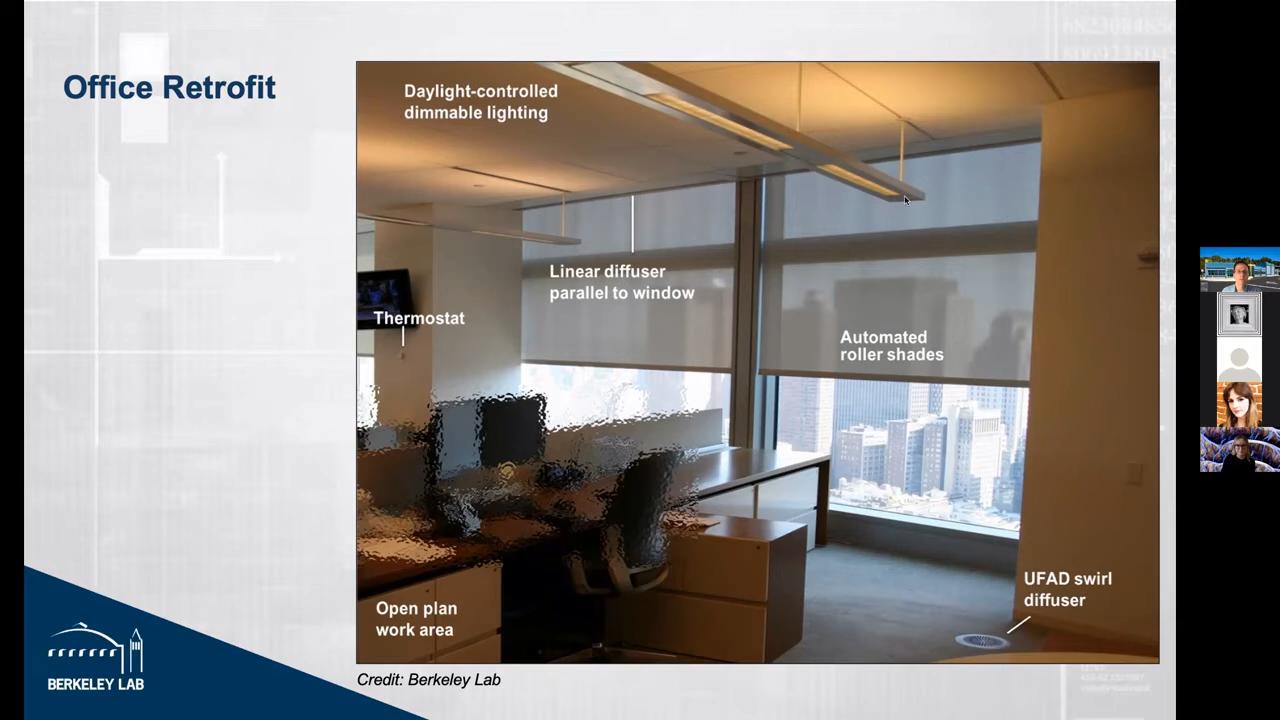 Office Retrofit
Daylight-controlled
dimmable lighting
Linear diffuser
parallel to window
Thermostat
Automated
roller shades
UFAD swirl
diffuser
Open plan
work area
Credit: Berkeley Lab
BERKELEY LAB